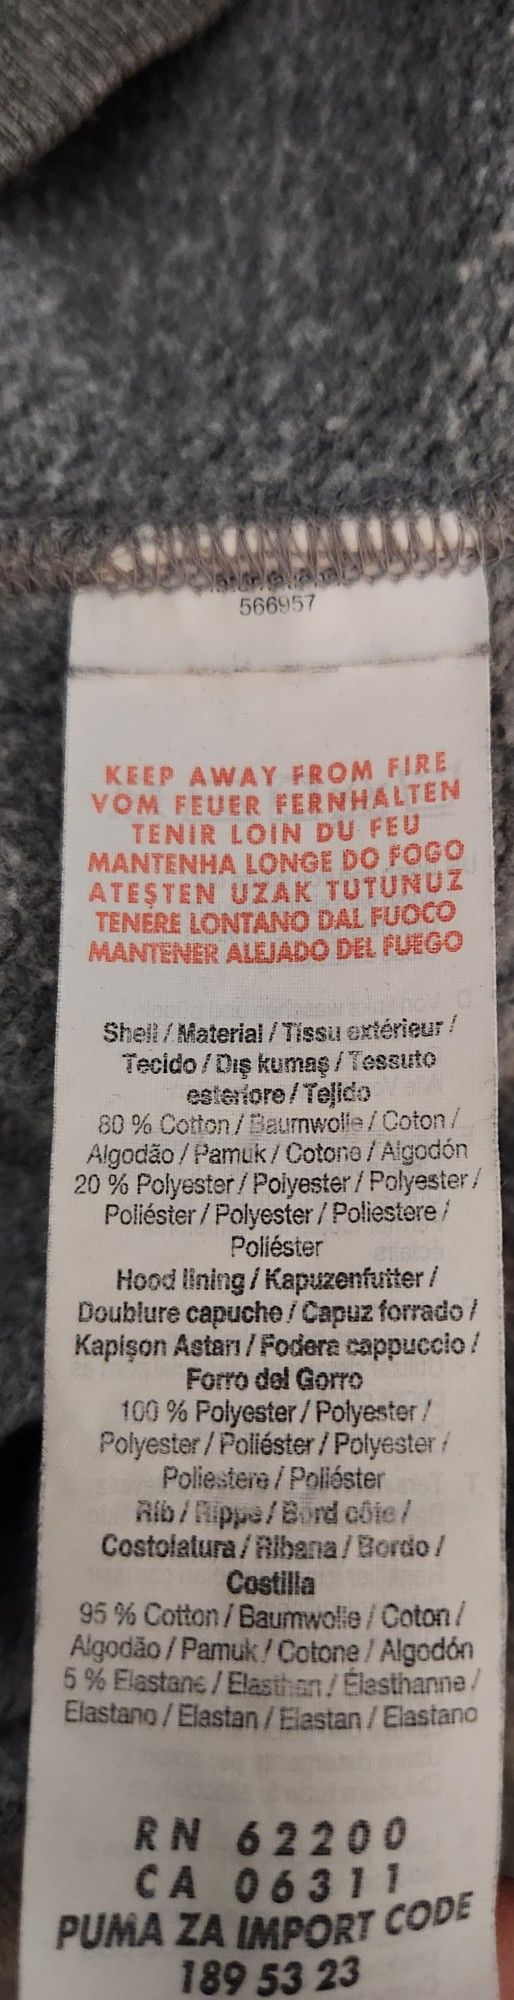 566957
KEEP AWAY FROM FIRE
VOM FEUER FERNHALTEN
TENIR LOIN DU FEU
MANTENHA LONGE DO FOGO
ATEŞTEN UZAK TUTUNUZ
TENERE LONTANO DAL FUOCO
MANTENER ALEJADO DEL FUEGO
Shell / Material / Tissu extérieur /
Tecido / Dış kumaş / Tessuto
esteriore / Tejido
80 % Cotton / Baumwolle / Coton /
Algodão / Pamuk / Cotone / Algodón
20 % Polyester / Polyester / Polyester /
Poliéster / Polyester / Poliestere /
Poliéster
Hood lining / Kapuzenfutter /
Doublure capuche / Capuz forrado /
Kapişon Astarı / Fodera cappuccio /
Forro del Gorro
100 % Polyester / Polyester /
Polyester / Poliéster / Polyester /
Poliestere / Poliéster
Rib / Rippe / Bord côte /
Costolatura / Ribana / Bordo /
Costilla
95 % Cotton / Baumwolle / Coton /
Algodão / Pamuk / Cotone / Algodón
5 % Elastane / Elasthan / Élasthanne /
Elastano / Elastan / Elastan / Elastano
RN 62200
CA 06311
PUMA ZA IMPORT CODE
189 53 23